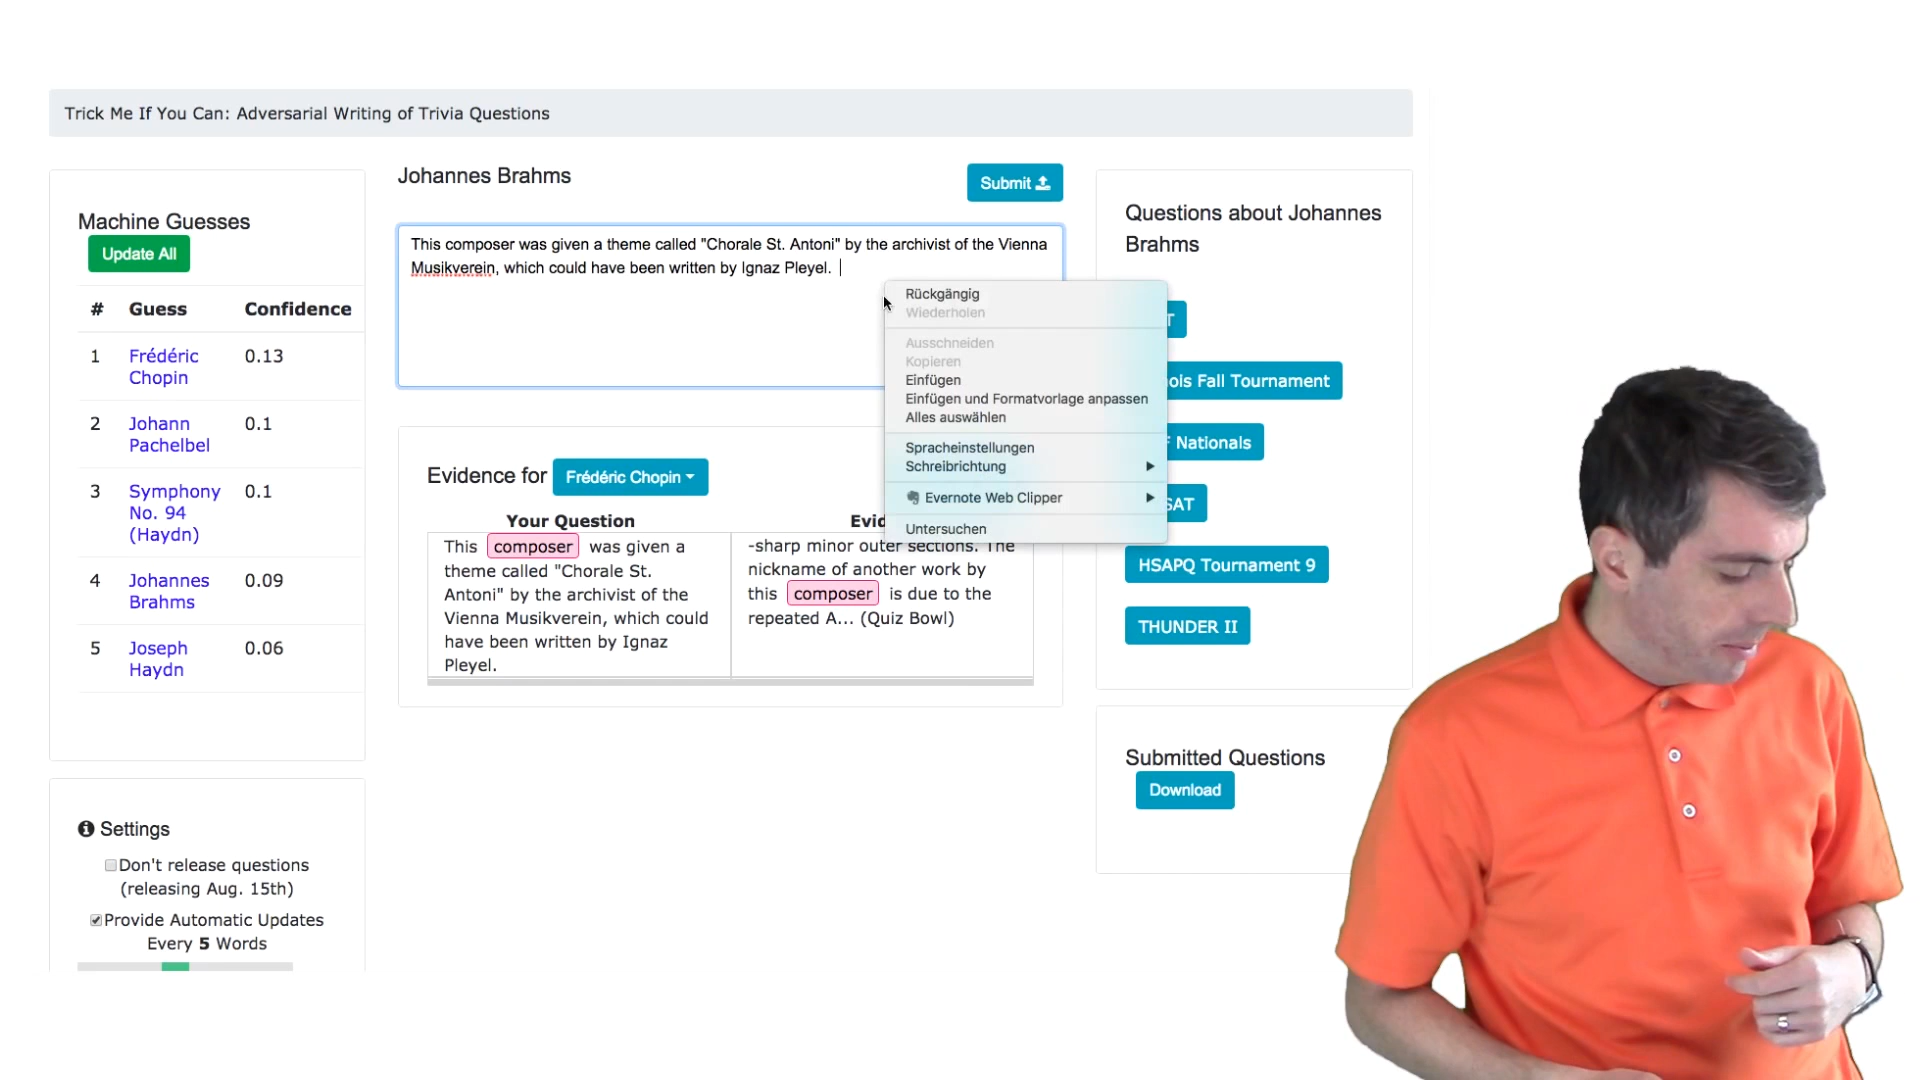 Trick Me If You Can: Adversarial Writing of Trivia Questions
Machine Guesses
Update All
# Guess Confidence
1 Frédéric Chopin 0.13
2 Johann Pachelbel 0.1
3 Symphony No. 94 (Haydn) 0.1
4 Johannes Brahms 0.09
5 Joseph Haydn 0.06
Settings
Don't release questions
(releasing Aug. 15th)
Provide Automatic Updates
Every 5 Words
Johannes Brahms
Submit
This composer was given a theme called "Chorale St. Antoni" by the archivist of the Vienna
Musikverein, which could have been written by Ignaz Pleyel.
Rückgängig
Wiederholen
Ausschneiden
Kopieren
Einfügen
Einfügen und Formatvorlage anpassen
Alles auswählen
Spracheinstellungen
Schreibrichtung
Evernote Web Clipper
Untersuchen
Evidence for Frédéric Chopin
Your Question
This composer was given a
theme called "Chorale St.
Antoni" by the archivist of the
Vienna Musikverein, which could
have been written by Ignaz
Pleyel.
-sharp minor outer sections. The
nickname of another work by
this composer is due to the
repeated A... (Quiz Bowl)
Questions about Johannes
Brahms
Fall Tournament
Nationals
HSAPQ Tournament 9
THUNDER II
Submitted Questions
Download